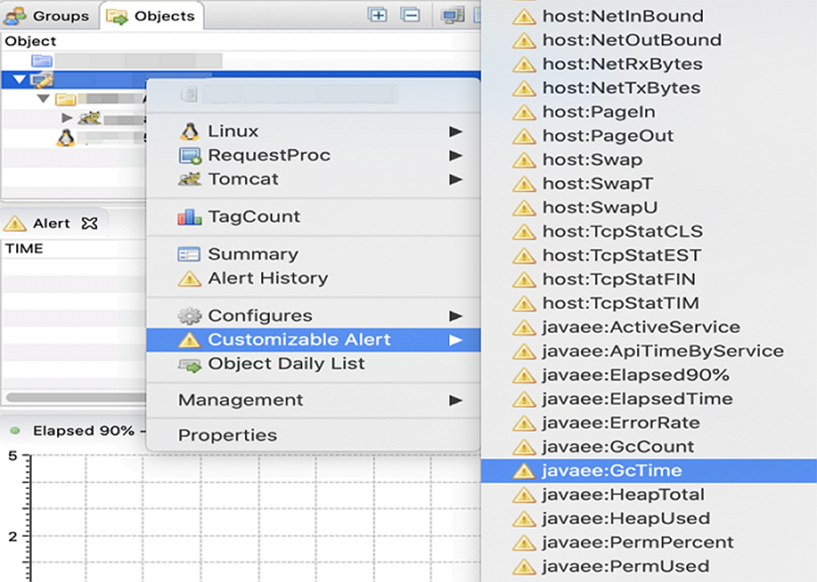 Groups
Objects
Object
Linux
RequestProc
Tomcat
TagCount
Summary
Alert History
Configures
Customizable Alert
Object Daily List
Management
Properties
Alert
TIME
Elapsed 90% -
5
2
host:NetInBound
host:NetOutBound
host:NetRxBytes
host:NetTxBytes
host:PageIn
host:PageOut
host:Swap
host:SwapT
host:SwapU
host:TcpStatCLS
host:TcpStatEST
host:TcpStatFIN
host:TcpStatTIM
javaee:ActiveService
javaee:ApiTimeByService
javaee:Elapsed90%
javaee:ElapsedTime
javaee:ErrorRate
javaee:GcCount
javaee:GcTime
javaee:HeapTotal
javaee:HeapUsed
javaee:PermPercent
javaee:PermUsed